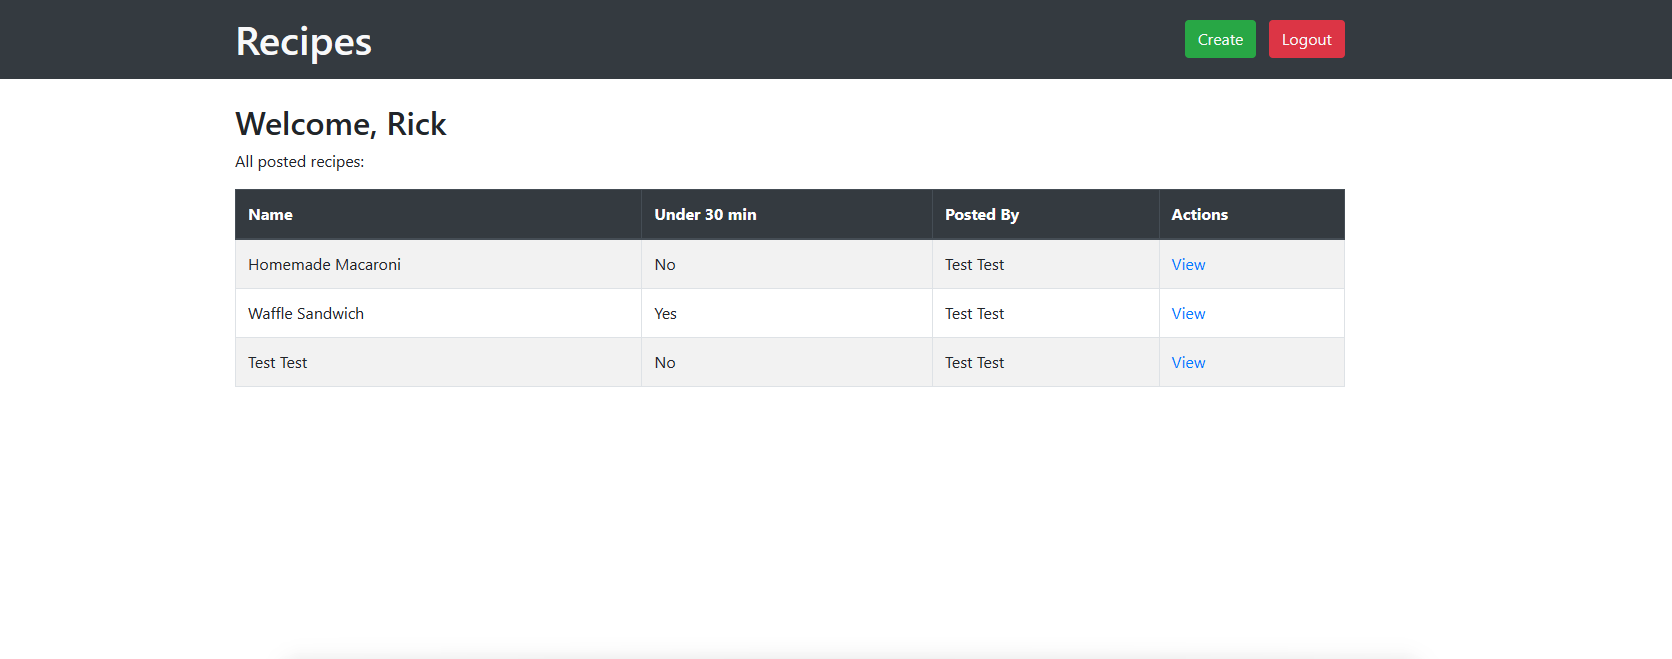 Recipes Create Logout
Welcome, Rick
All posted recipes:
Name Under 30 min Posted By Actions
Homemade Macaroni No Test Test View
Waffle Sandwich Yes Test Test View
Test Test No Test Test View